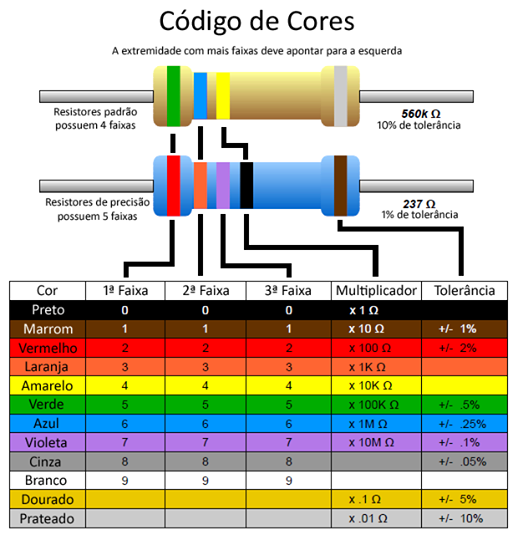 Código de Cores
A extremidade com mais faixas deve apontar para a esquerda
Resistores padrão
possuem 4 faixas
560k Ω
10% de tolerância
Resistores de precisão
possuem 5 faixas
237 Ω
1% de tolerância
Cor 1ª Faixa 2ª Faixa 3ª Faixa Multiplicador Tolerância
Preto 0 0 0 x 1 Ω
Marrom 1 1 1 x 10 Ω +/- 1%
Vermelho 2 2 2 x 100 Ω +/- 2%
Laranja 3 3 3 x 1K Ω
Amarelo 4 4 4 x 10K Ω
Verde 5 5 5 x 100K Ω +/- .5%
Azul 6 6 6 x 1M Ω +/- .25%
Violeta 7 7 7 x 10M Ω +/- .1%
Cinza 8 8 8 +/- .05%
Branco 9 9 9
Dourado x .1 Ω +/- 5%
Prateado x .01 Ω +/- 10%